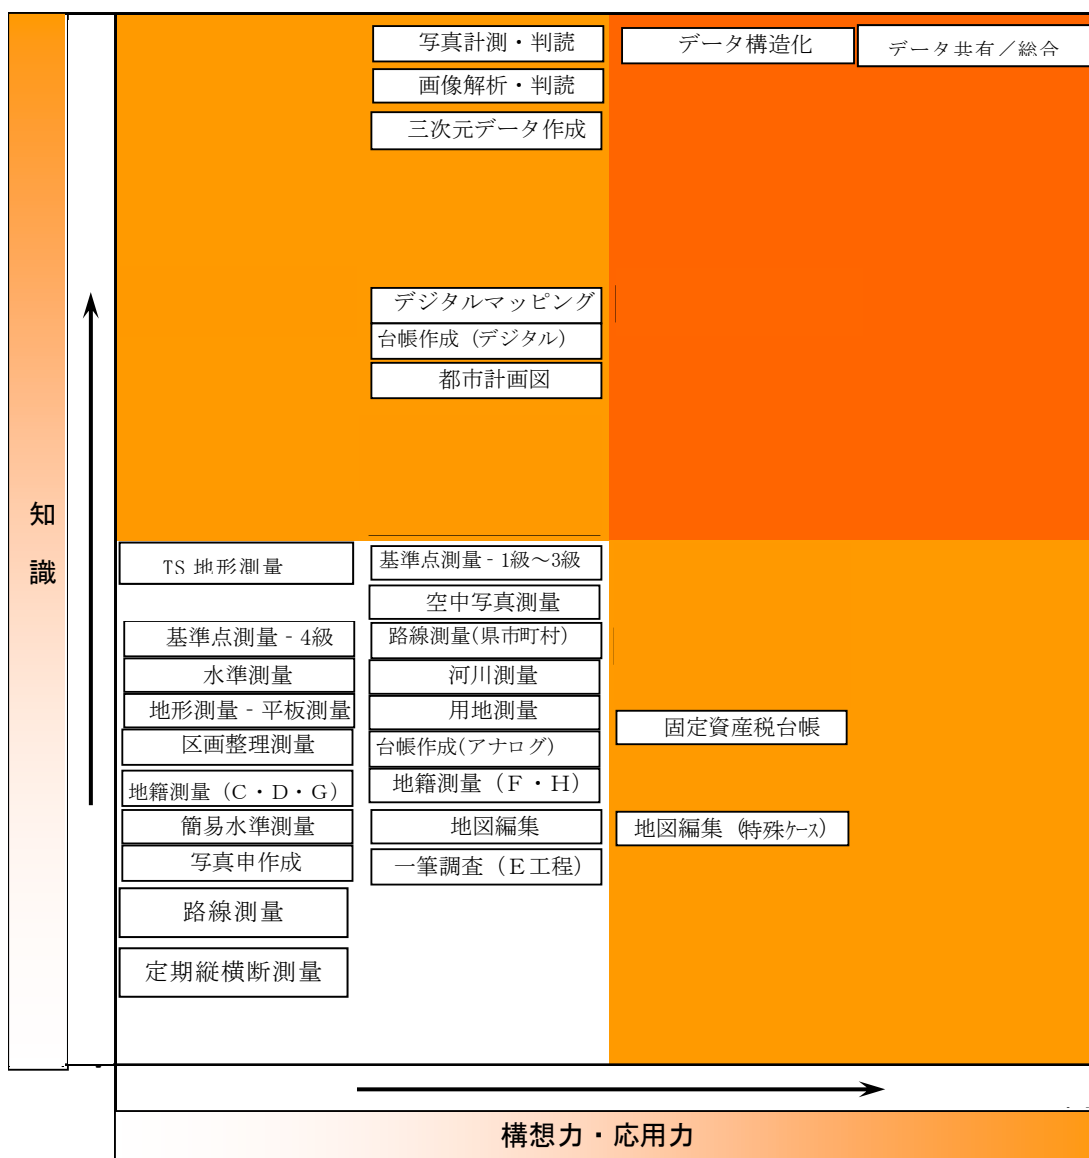 写真計測・判読
データ構造化
データ共有／総合
画像解析・判読
三次元データ作成
デジタルマッピング
台帳作成（デジタル）
都市計画図
知識
TS 地形測量
基準点測量 - 1級～3級
空中写真測量
基準点測量 - 4級
路線測量(県市町村)
水準測量
河川測量
地形測量 - 平板測量
用地測量
固定資産税台帳
区画整理測量
台帳作成(アナログ)
地籍測量（C・D・G）
地籍測量（F・H）
簡易水準測量
地図編集
地図編集（特殊ケース）
写真申作成
一筆調査（E工程）
路線測量
定期縦横断測量
構想力・応用力